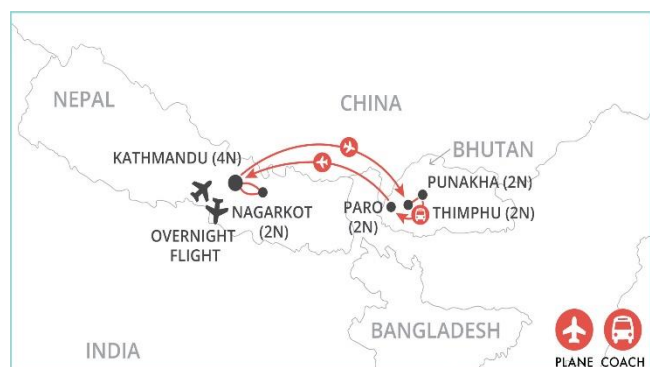 NEPAL
CHINA
KATHMANDU (4N)
BHUTAN
PUNAKHA (2N)
NAGARKOT
(2N)
PARO
(2N)
THIMPHU (2N)
OVERNIGHT
FLIGHT
BANGLADESH
INDIA
PLANE COACH